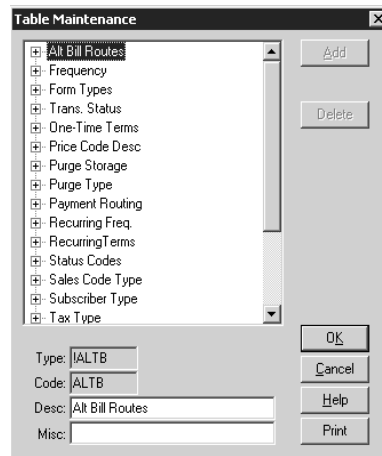 Table Maintenance
Alt Bill Routes
Frequency
Form Types
Trans. Status
One-Time Terms
Price Code Desc
Purge Storage
Purge Type
Payment Routing
Recurring Freq.
RecurringTerms
Status Codes
Sales Code Type
Subscriber Type
Tax Type
Add
Delete
Type: !ALTB
Code: ALTB
Desc: Alt Bill Routes
Misc:
OK
Cancel
Help
Print